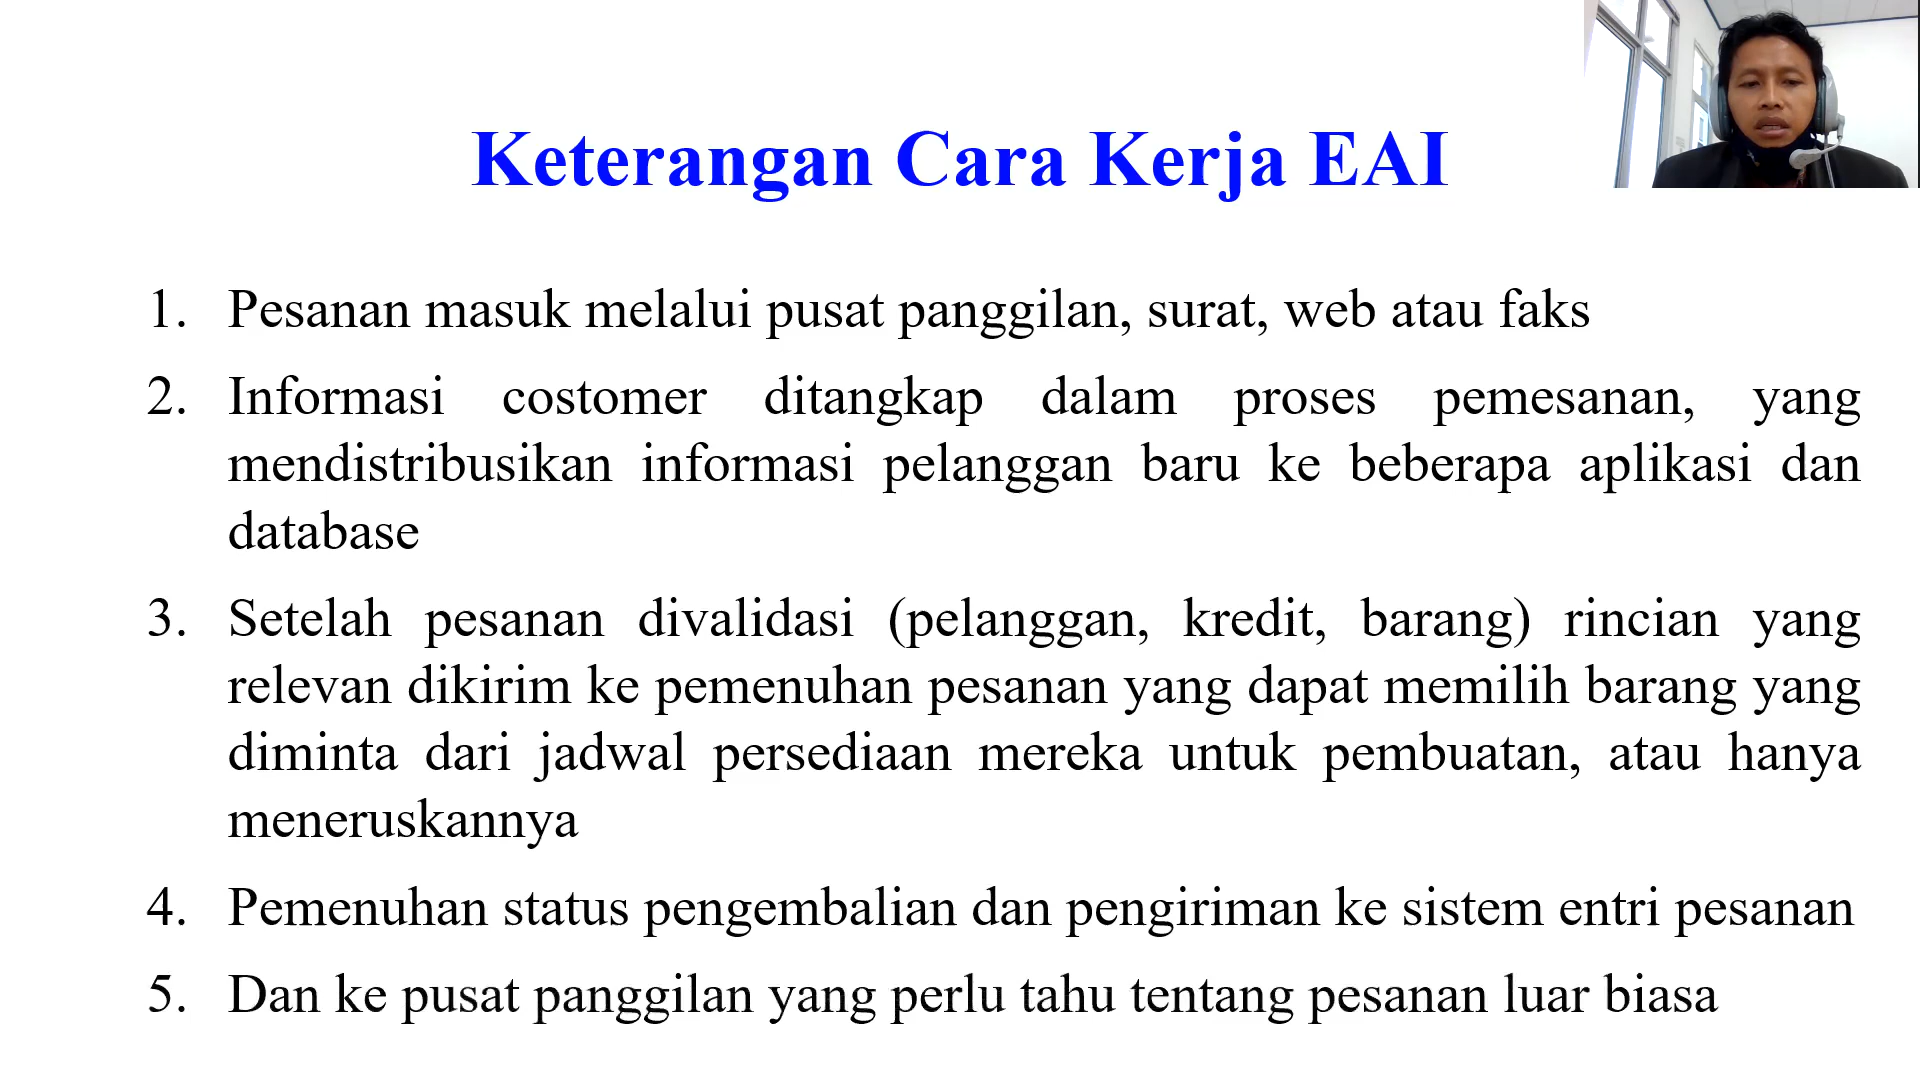 Keterangan Cara Kerja EAI
1. Pesanan masuk melalui pusat panggilan, surat, web atau faks
2. Informasi costomer ditangkap dalam proses pemesanan, yang
mendistribusikan informasi pelanggan baru ke beberapa aplikasi dan
database
3. Setelah pesanan divalidasi (pelanggan, kredit, barang) rincian yang
relevan dikirim ke pemenuhan pesanan yang dapat memilih barang yang
diminta dari jadwal persediaan mereka untuk pembuatan, atau hanya
meneruskannya
4. Pemenuhan status pengembalian dan pengiriman ke sistem entri pesanan
5. Dan ke pusat panggilan yang perlu tahu tentang pesanan luar biasa